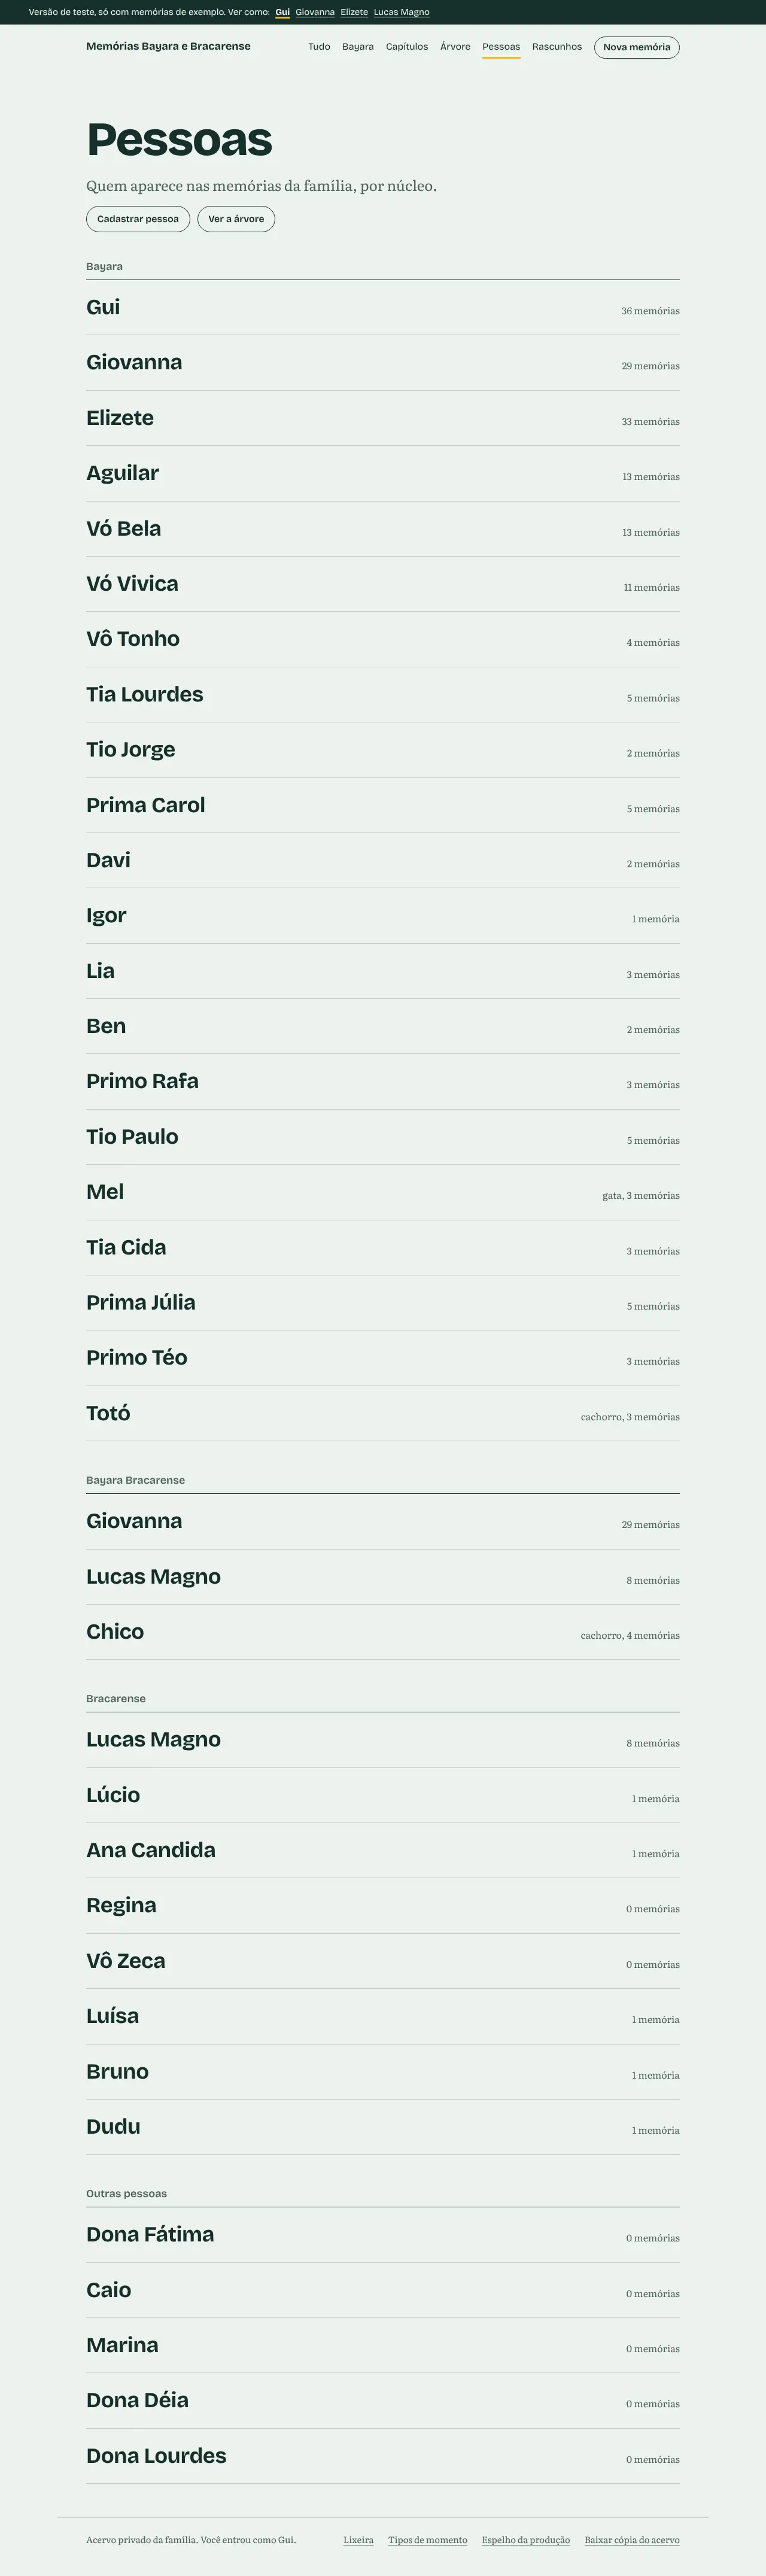 Versão de teste, só com memórias de exemplo. Ver como: Gui Giovanna Elizete Lucas Magno
Memórias Bayara e Bracarense Tudo Bayara Capítulos Árvore Pessoas Rascunhos Nova memória
Pessoas
Quem aparece nas memórias da família, por núcleo.
Cadastrar pessoa Ver a árvore
Bayara
Gui 36 memórias
Giovanna 29 memórias
Elizete 33 memórias
Aguilar 13 memórias
Vó Bela 13 memórias
Vó Vivica 11 memórias
Vô Tonho 4 memórias
Tia Lourdes 5 memórias
Tio Jorge 2 memórias
Prima Carol 5 memórias
Davi 2 memórias
Igor 1 memória
Lia 3 memórias
Ben 2 memórias
Primo Rafa 3 memórias
Tio Paulo 5 memórias
Mel gata, 3 memórias
Tia Cida 3 memórias
Prima Júlia 5 memórias
Primo Téo 3 memórias
Totó cachorro, 3 memórias
Bayara Bracarense
Giovanna 29 memórias
Lucas Magno 8 memórias
Chico cachorro, 4 memórias
Bracarense
Lucas Magno 8 memórias
Lúcio 1 memória
Ana Candida 1 memória
Regina 0 memórias
Vô Zeca 0 memórias
Luísa 1 memória
Bruno 1 memória
Dudu 1 memória
Outras pessoas
Dona Fátima 0 memórias
Caio 0 memórias
Marina 0 memórias
Dona Déia 0 memórias
Dona Lourdes 0 memórias
Acervo privado da família. Você entrou como Gui. Lixeira Tipos de momento Espelho da produção Baixar cópia do acervo